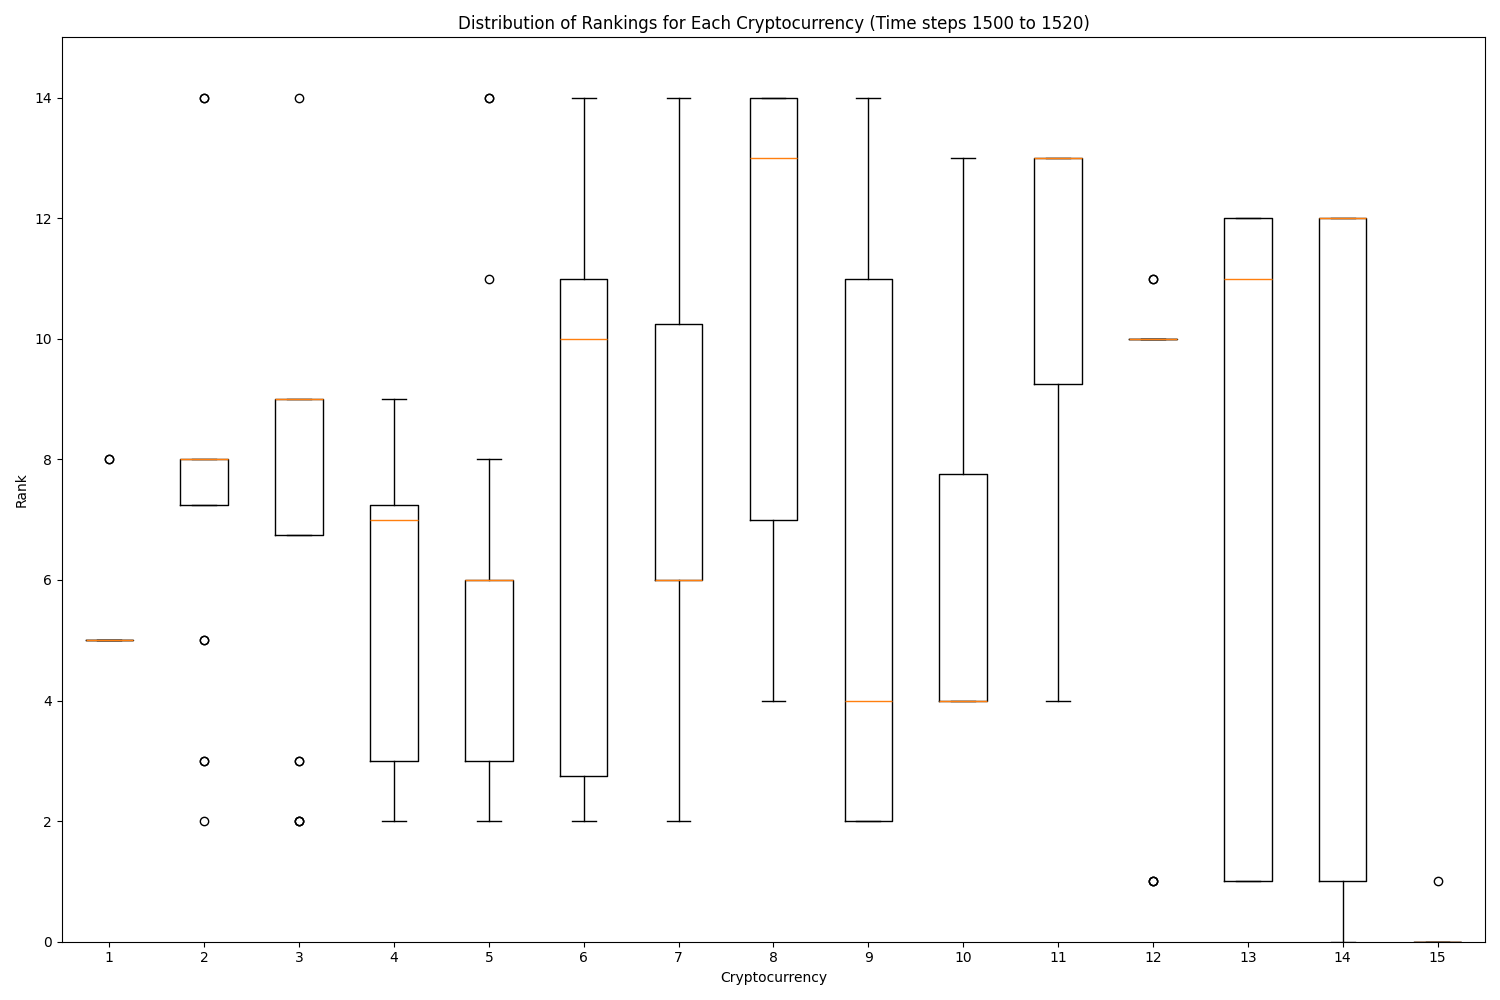 Distribution of Rankings for Each Cryptocurrency (Time steps 1500 to 1520)
14
12
10
8
6
4
2
0
Rank
1 2 3 4 5 6 7 8 9 10 11 12 13 14 15
Cryptocurrency